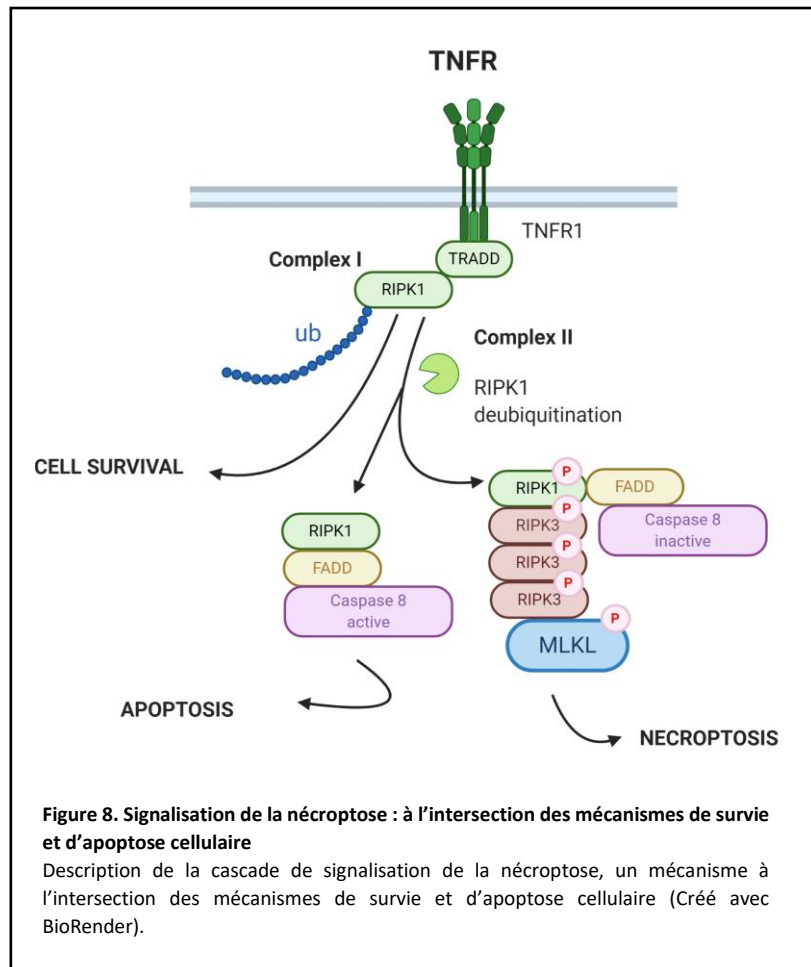 TNFR
TNFR1
TRADD
Complex I
RIPK1
ub
Complex II
RIPK1
deubiquitination
CELL SURVIVAL
RIPK1
FADD
Caspase 8
active
APOPTOSIS
P
RIPK1
FADD
Caspase 8
inactive
P
RIPK3
P
RIPK3
P
RIPK3
P
MLKL
NECROPTOSIS
Figure 8. Signalisation de la nécroptose : à l’intersection des mécanismes de survie
et d’apoptose cellulaire
Description de la cascade de signalisation de la nécroptose, un mécanisme à
l’intersection des mécanismes de survie et d’apoptose cellulaire (Créé avec
BioRender).